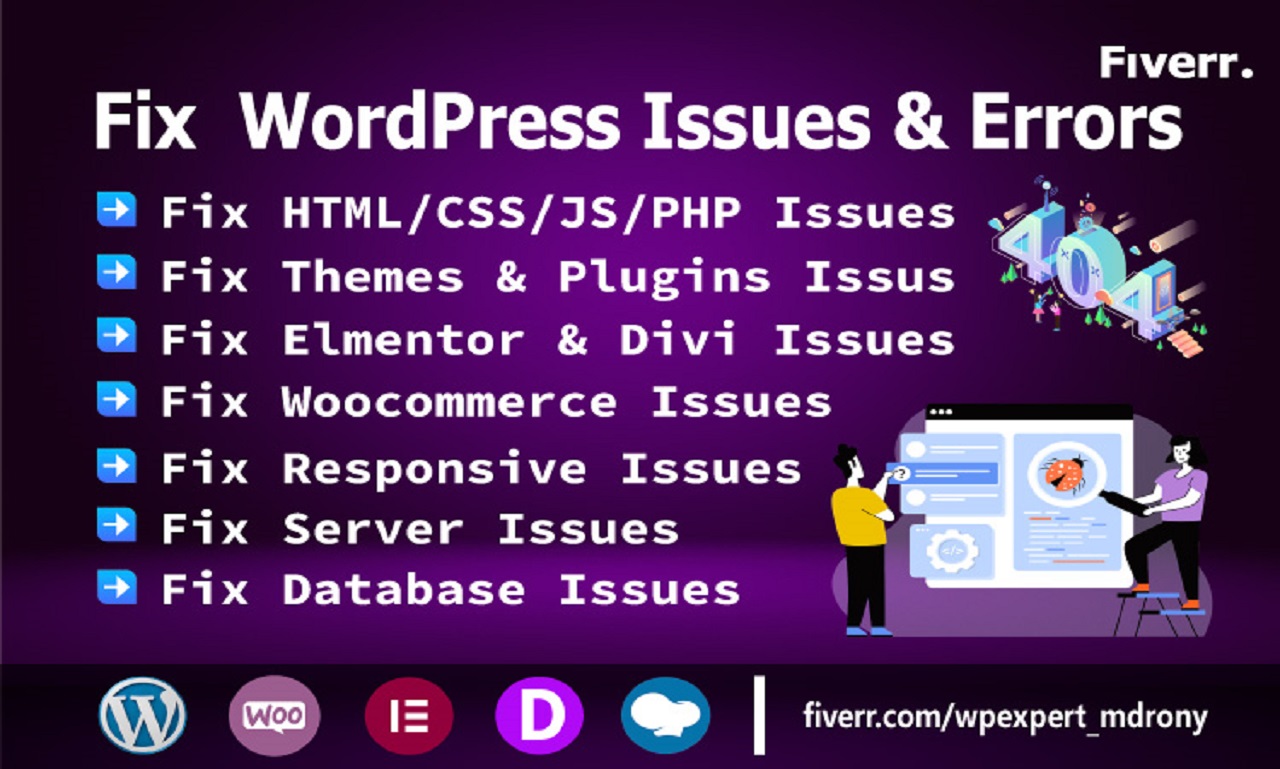 Fiverr.
Fix WordPress Issues & Errors
Fix HTML/CSS/JS/PHP Issues
Fix Themes & Plugins Issus
Fix Elmentor & Divi Issues
Fix Woocommerce Issues
Fix Responsive Issues
Fix Server Issues
Fix Database Issues
404
?
</>
W
Woo
D
fiverr.com/wpexpert_mdrony